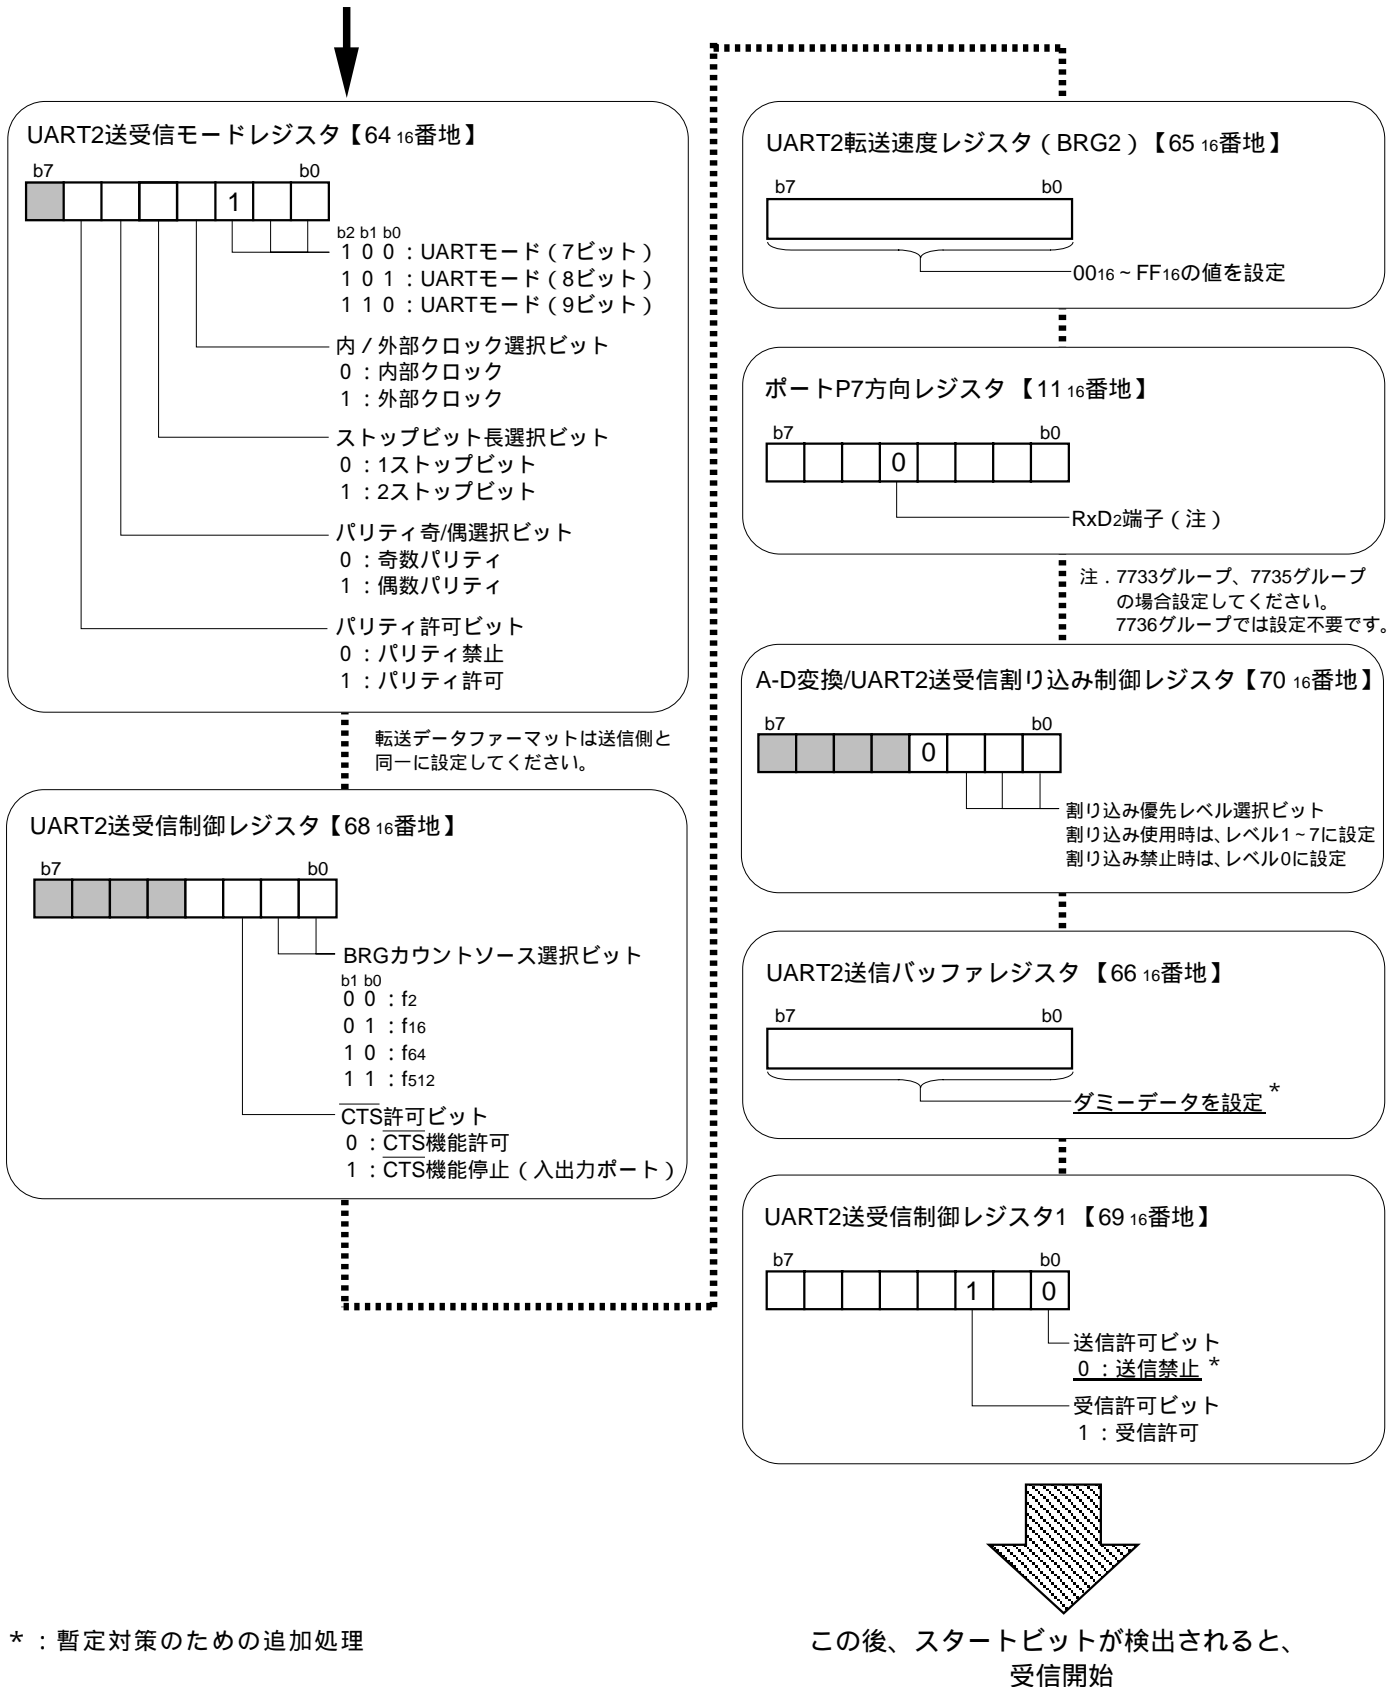 UART2送受信モードレジスタ【64 16番地】
b7 b0
1
b2 b1 b0
1 0 0 : UARTモード（7ビット）
1 0 1 : UARTモード（8ビット）
1 1 0 : UARTモード（9ビット）
内 / 外部クロック選択ビット
0 : 内部クロック
1 : 外部クロック
ストップビット長選択ビット
0 : 1ストップビット
1 : 2ストップビット
パリティ奇/偶選択ビット
0 : 奇数パリティ
1 : 偶数パリティ
パリティ許可ビット
0 : パリティ禁止
1 : パリティ許可
転送データフォーマットは送信側と
同一に設定してください。
UART2送受信制御レジスタ【68 16番地】
b7 b0
BRGカウントソース選択ビット
b1 b0
0 0 : f2
0 1 : f16
1 0 : f64
1 1 : f512
CTS許可ビット
0 : CTS機能許可
1 : CTS機能停止（入出力ポート）
UART2転送速度レジスタ（BRG2）【65 16番地】
b7 b0
0016 ~ FF16の値を設定
ポートP7方向レジスタ 【11 16番地】
b7 b0
0
RxD2端子（注）
注．7733グループ、7735グループ
の場合設定してください。
7736グループでは設定不要です。
A-D変換/UART2送受信割り込み制御レジスタ【70 16番地】
b7 b0
0
割り込み優先レベル選択ビット
割り込み使用時は、レベル1 ~ 7に設定
割り込み禁止時は、レベル0に設定
UART2送信バッファレジスタ 【66 16番地】
b7 b0
ダミーデータを設定 *
UART2送受信制御レジスタ1 【69 16番地】
b7 b0
1 0
送信許可ビット
0 : 送信禁止 *
受信許可ビット
1 : 受信許可
この後、スタートビットが検出されると、
受信開始
* : 暫定対策のための追加処理